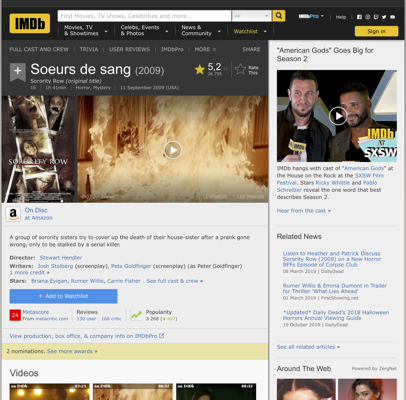 IMDb
Find Movies, TV shows, Celebrities and more...
All
Movies, TV & Showtimes
Celebs, Events & Photos
News & Community
Watchlist
IMDbPro
Help
Sign in
FULL CAST AND CREW | TRIVIA | USER REVIEWS | IMDbPro | MORE
SHARE
Soeurs de sang (2009)
Sorority Row (original title)
16 | 1h 41min | Horror, Mystery | 11 September 2009 (USA)
5,2
Rate This
SORORITY ROW
On Disc
at Amazon
A group of sorority sisters try to cover up the death of their house-sister after a prank gone
wrong, only to be stalked by a serial killer.
Director: Stewart Hendler
Writers: Josh Stolberg (screenplay), Pete Goldfinger (screenplay) (as Peter Goldfinger) |
1 more credit »
Stars: Briana Evigan, Rumer Willis, Carrie Fisher | See full cast & crew »
+ Add to Watchlist
24
Metascore
From metacritic.com
Reviews
130 user | 168 critic
Popularity
3 268
View production, box office, & company info on IMDbPro
2 nominations. See more awards »
Videos
"American Gods" Goes Big for
Season 2
IMDb
AT
SXSW
IMDb hangs with cast of "American Gods" at
the House on the Rock at the SXSW Film
Festival. Stars Ricky Whittle and Pablo
Schreiber reveal the one word that best
describes Season 2.
Hear from the cast »
Related News
Listen to Heather and Patrick Discuss
Sorority Row (2009) on a New Horror
BFFs Episode of Corpse Club
08 March 2019 | DailyDead
Rumer Willis & Emma Dumont in Trailer
for Thriller 'What Lies Ahead'
01 March 2019 | FirstShowing.net
*Updated* Daily Dead's 2018 Halloween
Horrors Annual Viewing Guide
19 October 2018 | DailyDead
See all related articles »
Around The Web
Powered by ZergNet